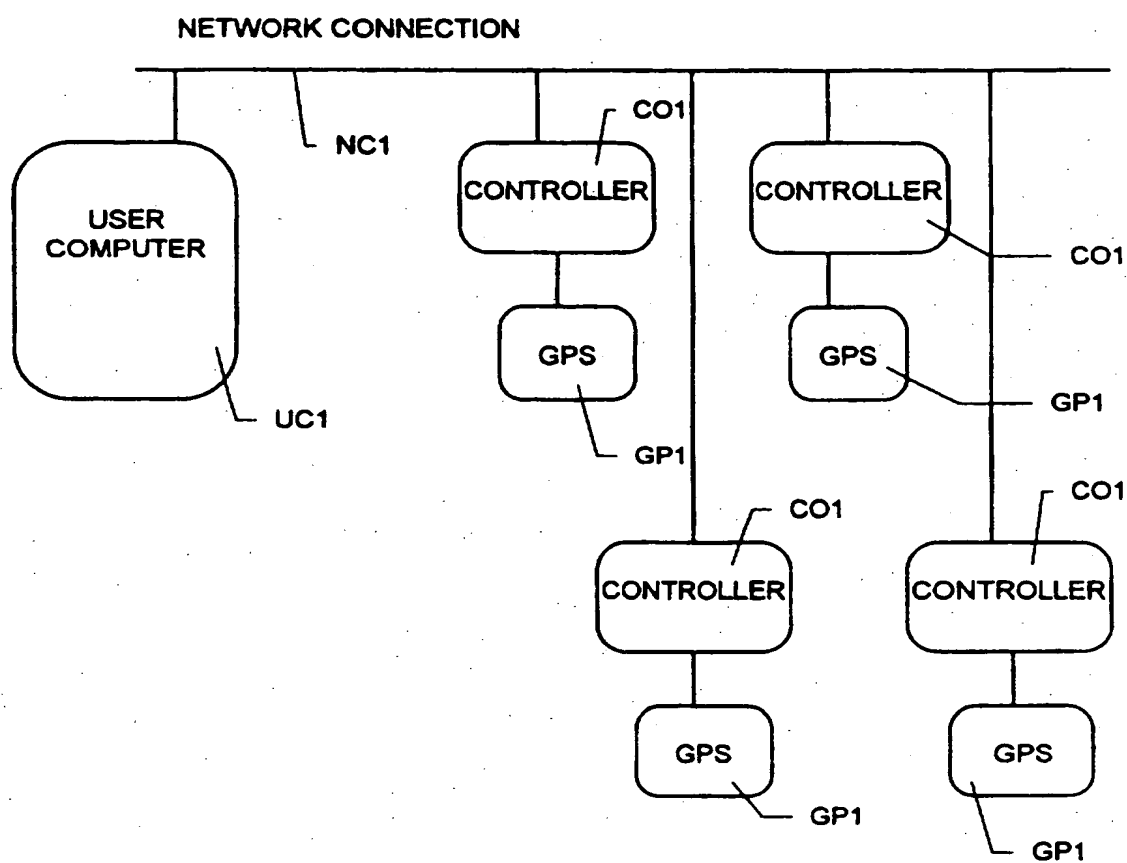 NETWORK CONNECTION
CO1
NC1
CONTROLLER
CONTROLLER
USER
COMPUTER
CO1
GPS
GPS
GP1
UC1
GP1
CO1
CO1
CONTROLLER
CONTROLLER
GPS
GPS
GP1
GP1